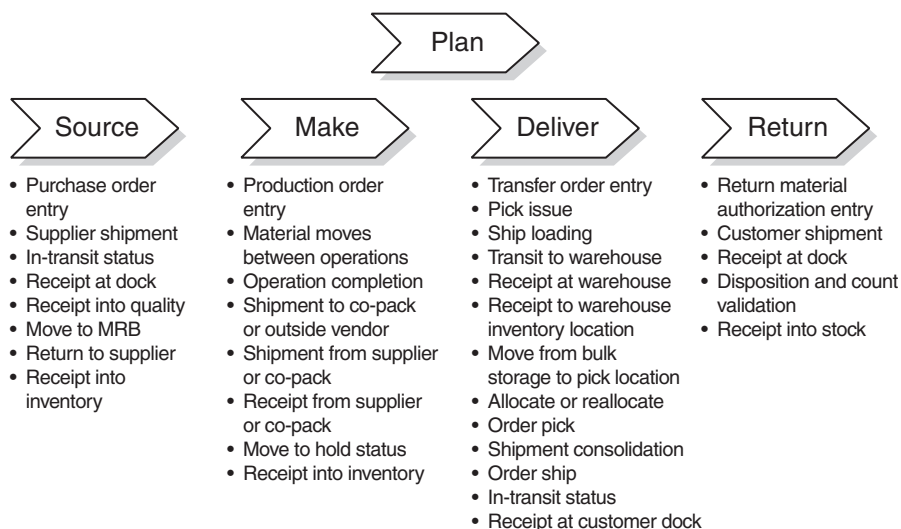 Plan
Source
Make
Deliver
Return
• Purchase order
entry
• Supplier shipment
• In-transit status
• Receipt at dock
• Receipt into quality
• Move to MRB
• Return to supplier
• Receipt into
inventory
• Production order
entry
• Material moves
between operations
• Operation completion
• Shipment to co-pack
or outside vendor
• Shipment from supplier
or co-pack
• Receipt from supplier
or co-pack
• Move to hold status
• Receipt into inventory
• Transfer order entry
• Pick issue
• Ship loading
• Transit to warehouse
• Receipt at warehouse
• Receipt to warehouse
inventory location
• Move from bulk
storage to pick location
• Allocate or reallocate
• Order pick
• Shipment consolidation
• Order ship
• In-transit status
• Receipt at customer dock
• Return material
authorization entry
• Customer shipment
• Receipt at dock
• Disposition and count
validation
• Receipt into stock